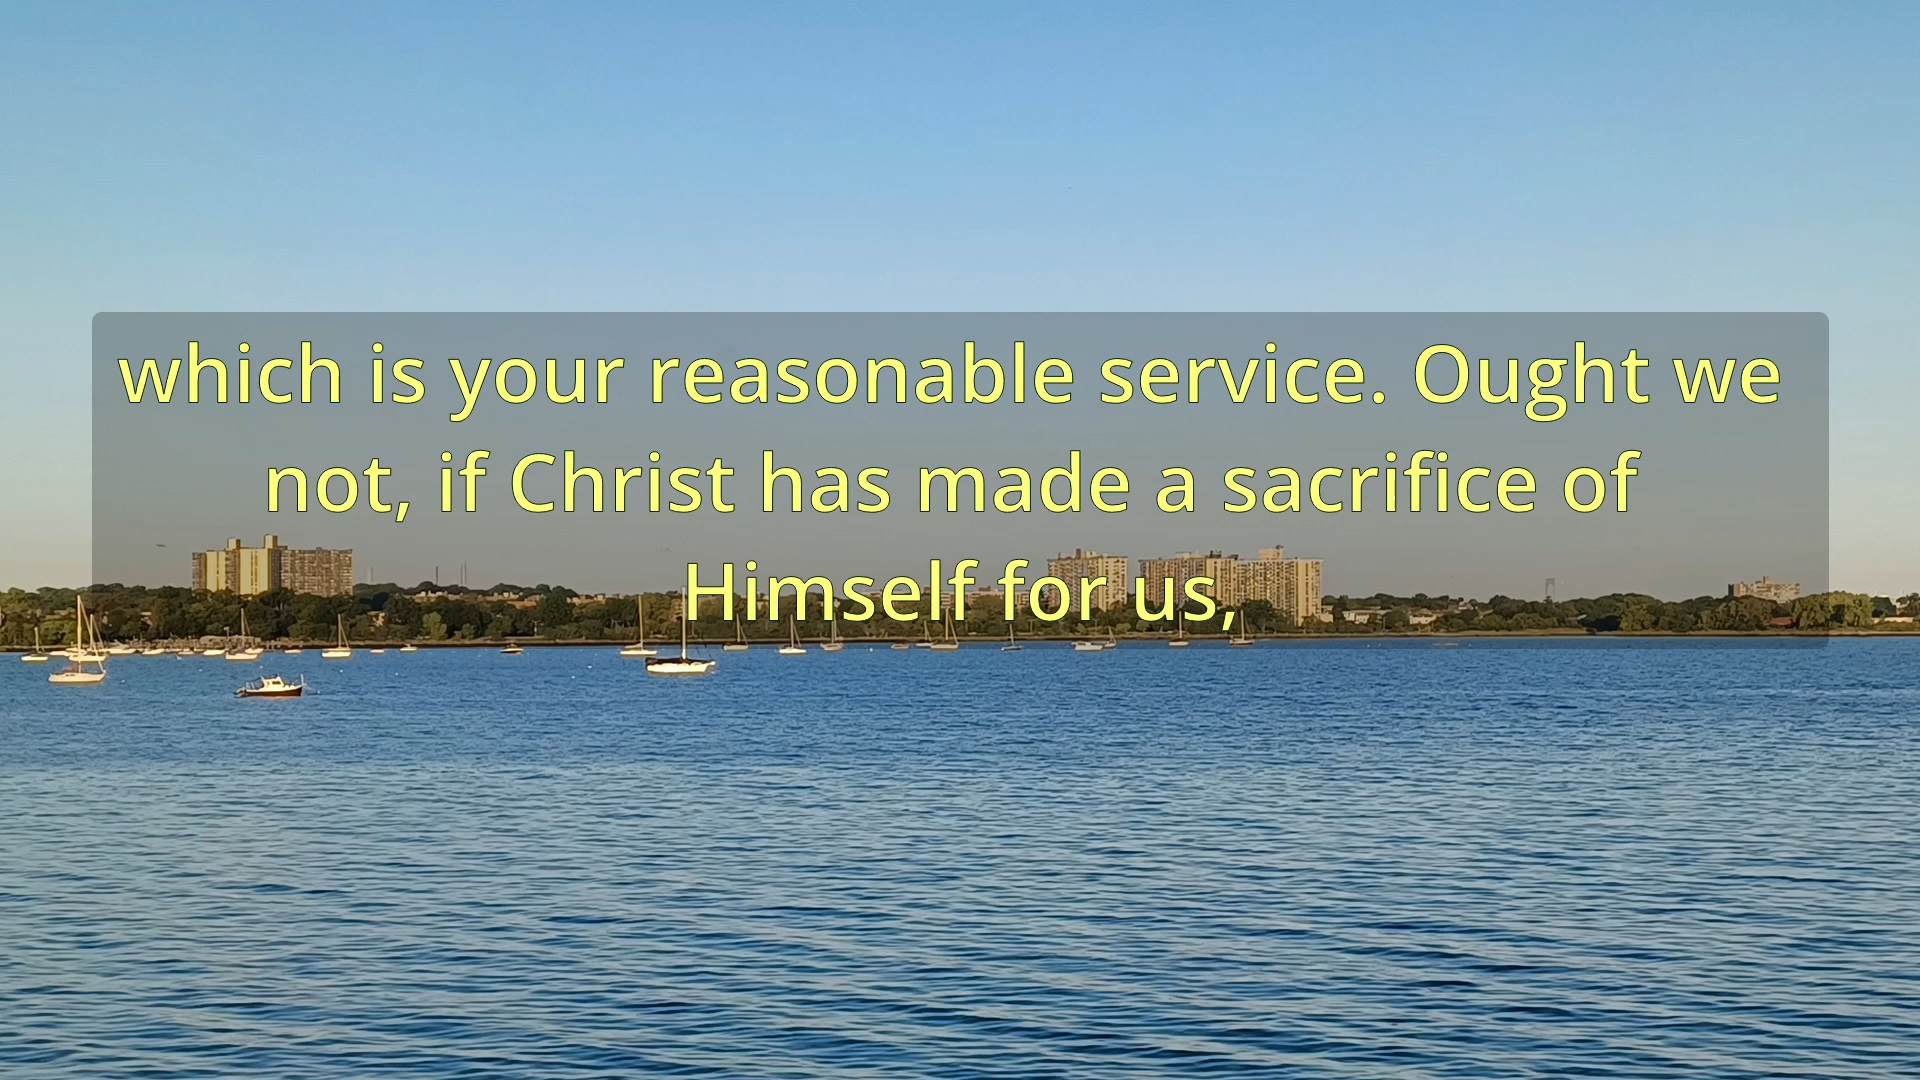 which is your reasonable service. Ought we
not, if Christ has made a sacrifice of
Himself for us,